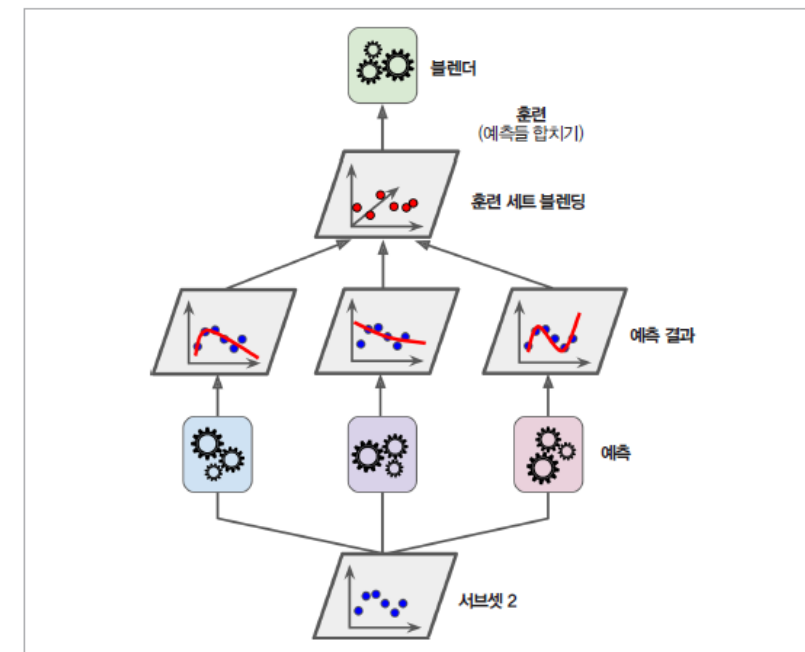 블렌더
훈련
(예측들 합치기)
훈련 세트 블렌딩
예측 결과
예측
서브셋 2